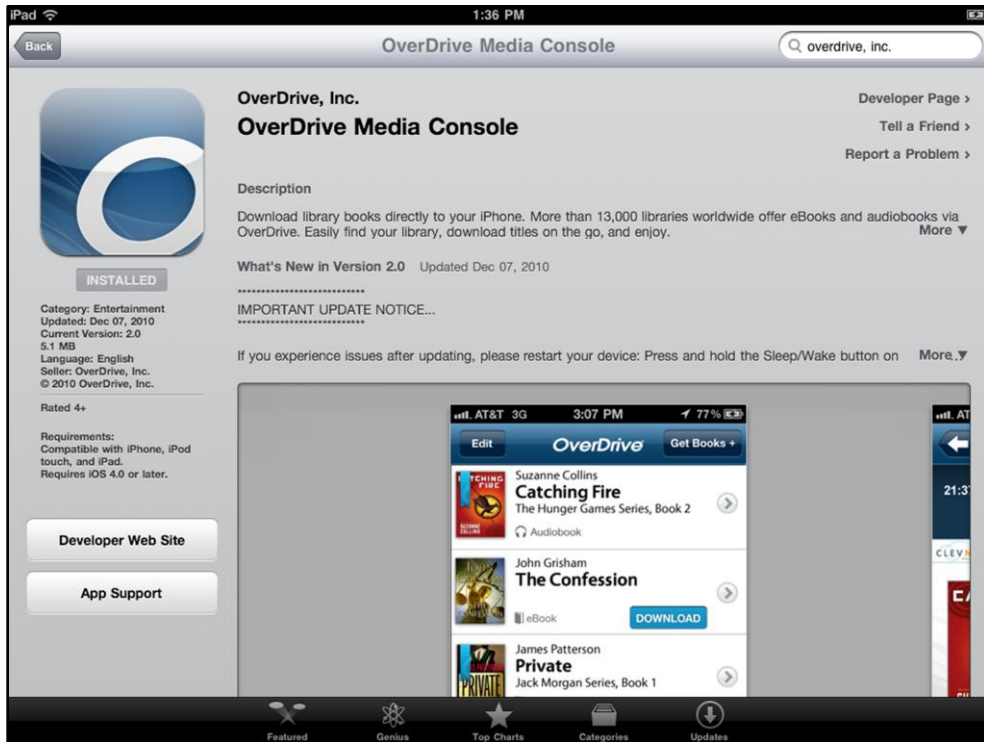 iPad 1:36 PM
Back OverDrive Media Console overdrive, inc.
OverDrive, Inc.
OverDrive Media Console
Developer Page ›
Tell a Friend ›
Report a Problem ›
Description
Download library books directly to your iPhone. More than 13,000 libraries worldwide offer eBooks and audiobooks via
OverDrive. Easily find your library, download titles on the go, and enjoy. More ▼
What's New in Version 2.0 Updated Dec 07, 2010
****************************
IMPORTANT UPDATE NOTICE...
****************************
If you experience issues after updating, please restart your device: Press and hold the Sleep/Wake button on More..▼
INSTALLED
Category: Entertainment
Updated: Dec 07, 2010
Current Version: 2.0
5.1 MB
Language: English
Seller: OverDrive, Inc.
© 2010 OverDrive, Inc.
Rated 4+
Requirements:
Compatible with iPhone, iPod
touch, and iPad.
Requires iOS 4.0 or later.
Developer Web Site
App Support
AT&T 3G 3:07 PM 77%
Edit OverDrive Get Books +
Suzanne Collins
Catching Fire
The Hunger Games Series, Book 2
Audiobook
John Grisham
The Confession
eBook DOWNLOAD
James Patterson
Private
Jack Morgan Series, Book 1
PRIVATE
AT
21:37
CLEVN
CA
Featured Genius Top Charts Categories Updates